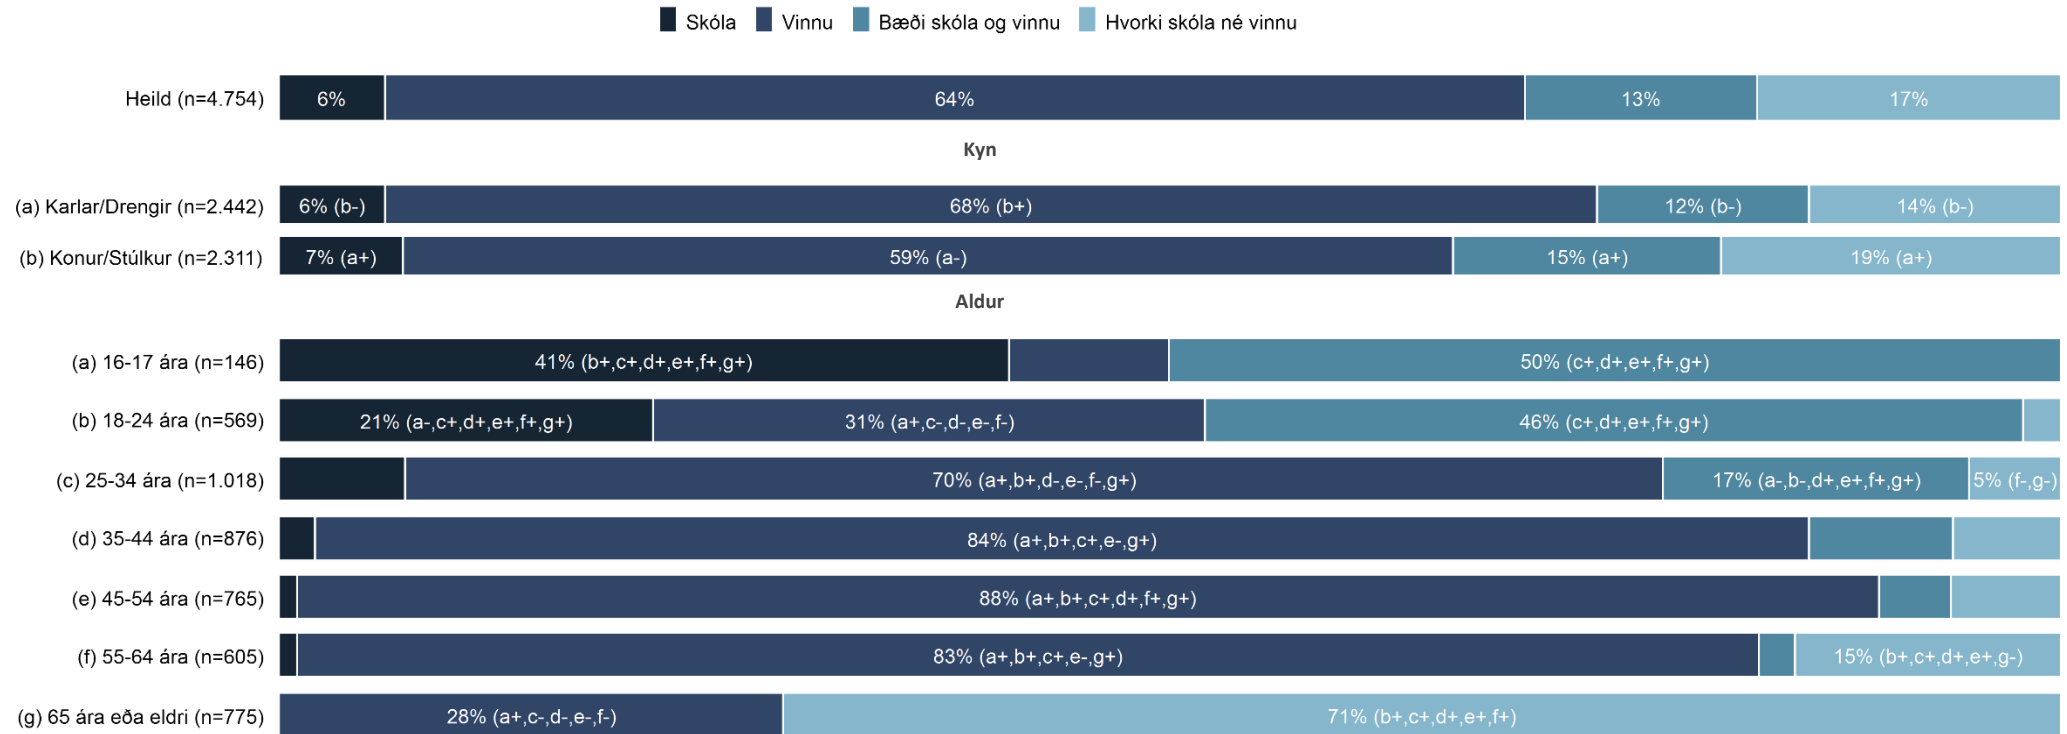 Skóla Vinnu Bæði skóla og vinnu Hvorki skóla né vinnu
Heild (n=4.754) 6% 64% 13% 17%
Kyn
(a) Karlar/Drengir (n=2.442) 6% (b-) 68% (b+) 12% (b-) 14% (b-)
(b) Konur/Stúlkur (n=2.311) 7% (a+) 59% (a-) 15% (a+) 19% (a+)
Aldur
(a) 16-17 ára (n=146) 41% (b+,c+,d+,e+,f+,g+) 50% (c+,d+,e+,f+,g+)
(b) 18-24 ára (n=569) 21% (a-,c+,d+,e+,f+,g+) 31% (a+,c-,d-,e-,f-) 46% (c+,d+,e+,f+,g+)
(c) 25-34 ára (n=1.018) 70% (a+,b+,d-,e-,f-,g+) 17% (a-,b-,d+,e+,f+,g+) 5% (f-,g-)
(d) 35-44 ára (n=876) 84% (a+,b+,c+,e-,g+)
(e) 45-54 ára (n=765) 88% (a+,b+,c+,d+,f+,g+)
(f) 55-64 ára (n=605) 83% (a+,b+,c+,e-,g+) 15% (b+,c+,d+,e+,g-)
(g) 65 ára eða eldri (n=775) 28% (a+,c-,d-,e-,f-) 71% (b+,c+,d+,e+,f+)